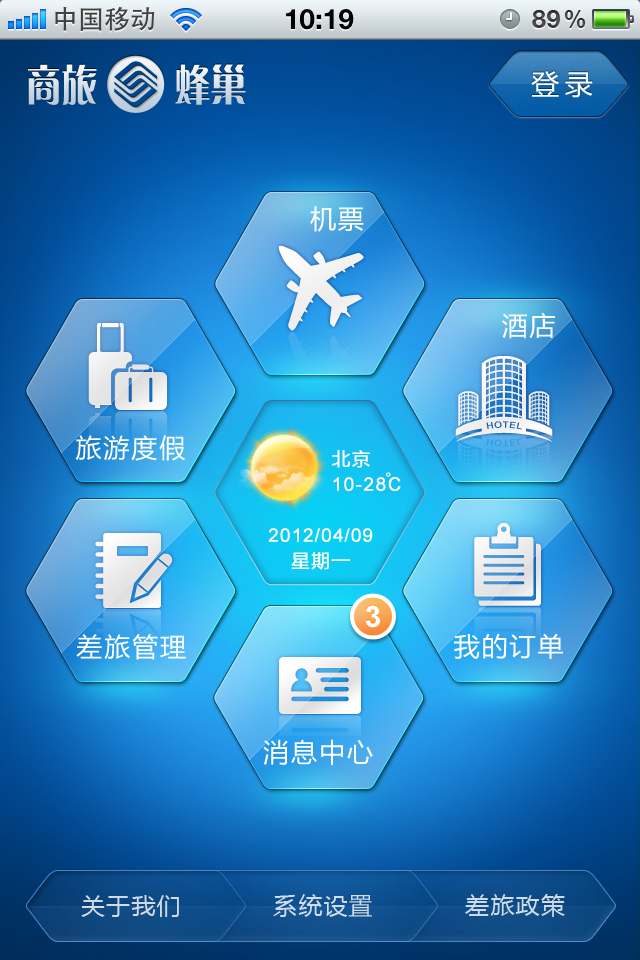 中国移动
10:19
89%
商旅 蜂巢
登录
机票
酒店
HOTEL
旅游度假
北京
10-28℃
2012/04/09
星期一
差旅管理
我的订单
3
消息中心
关于我们
系统设置
差旅政策